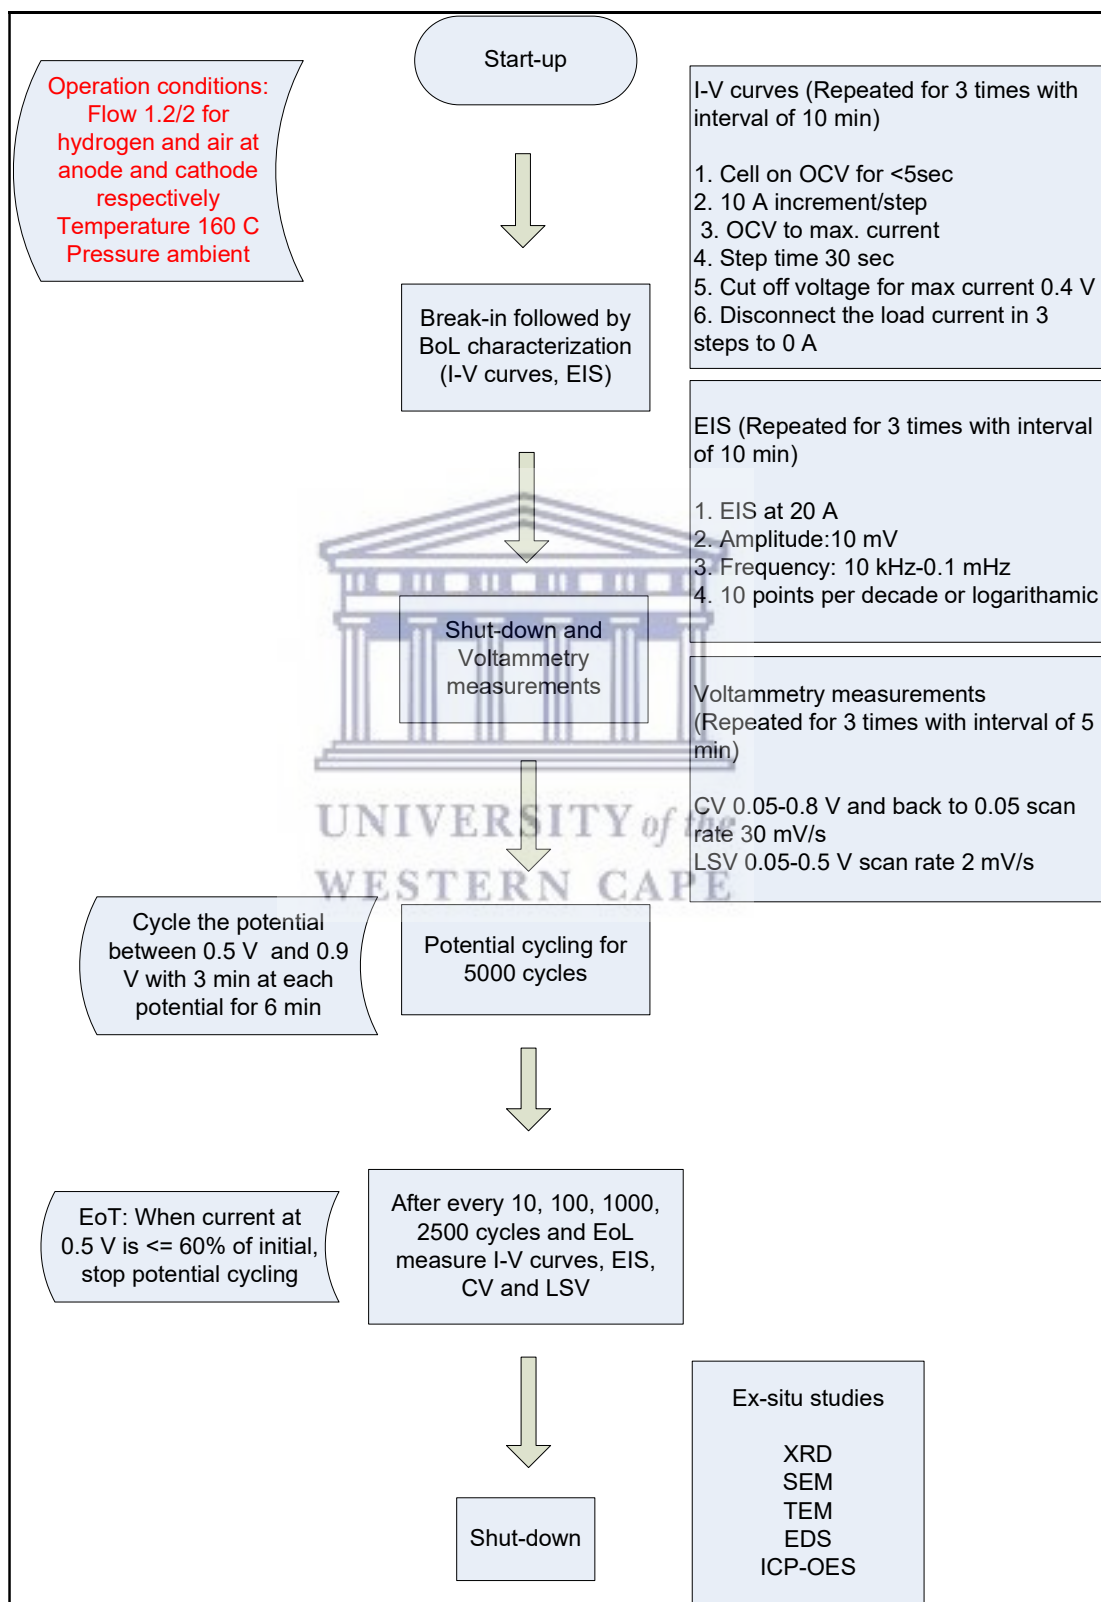 Start-up
Operation conditions:
Flow 1.2/2 for
hydrogen and air at
anode and cathode
respectively
Temperature 160 C
Pressure ambient
I-V curves (Repeated for 3 times with
interval of 10 min)
1. Cell on OCV for <5sec
2. 10 A increment/step
3. OCV to max. current
4. Step time 30 sec
5. Cut off voltage for max current 0.4 V
6. Disconnect the load current in 3
steps to 0 A
Break-in followed by
BoL characterization
(I-V curves, EIS)
EIS (Repeated for 3 times with interval
of 10 min)
1. EIS at 20 A
2. Amplitude:10 mV
3. Frequency: 10 kHz-0.1 mHz
4. 10 points per decade or logarithamic
Shut-down and
Voltammetry
measurements
Voltammetry measurements
(Repeated for 3 times with interval of 5
min)
CV 0.05-0.8 V and back to 0.05 scan
rate 30 mV/s
LSV 0.05-0.5 V scan rate 2 mV/s
UNIVERSITY of the
WESTERN CAPE
Cycle the potential
between 0.5 V and 0.9
V with 3 min at each
potential for 6 min
Potential cycling for
5000 cycles
EoT: When current at
0.5 V is <= 60% of initial,
stop potential cycling
After every 10, 100, 1000,
2500 cycles and EoL
measure I-V curves, EIS,
CV and LSV
Ex-situ studies
XRD
SEM
TEM
EDS
ICP-OES
Shut-down